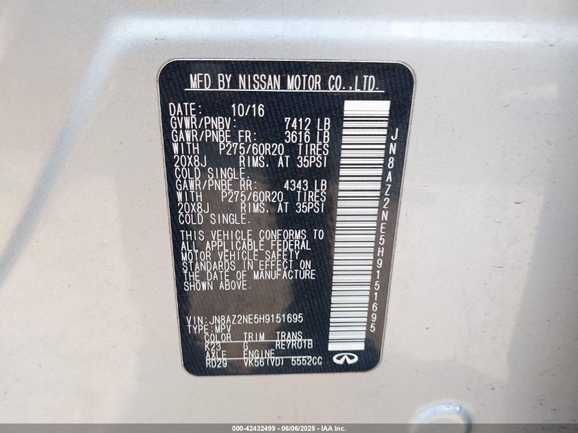 MFD BY NISSAN MOTOR CO.,LTD.
DATE: 10/16
GVWR/PNBV: 7412 LB
GAWR/PNBE FR: 3616 LB
WITH P275/60R20 TIRES
20X8J RIMS. AT 35PSI
COLD SINGLE.
GAWR/PNBE RR: 4343 LB
WITH P275/60R20 TIRES
20X8J RIMS. AT 35PSI
COLD SINGLE.
THIS VEHICLE CONFORMS TO
ALL APPLICABLE FEDERAL
MOTOR VEHICLE SAFETY
STANDARDS IN EFFECT ON
THE DATE OF MANUFACTURE
SHOWN ABOVE.
VIN: JN8AZ2NE5H9151695
TYPE: MPV
COLOR TRIM TRANS
K23 G RE7R01B
AXLE ENGINE
RD29 VK56(VD) 5552CC
INFINITI
JN8AZ2NE5H9151695
000-42432499 - 06/06/2025 - IAA, Inc.